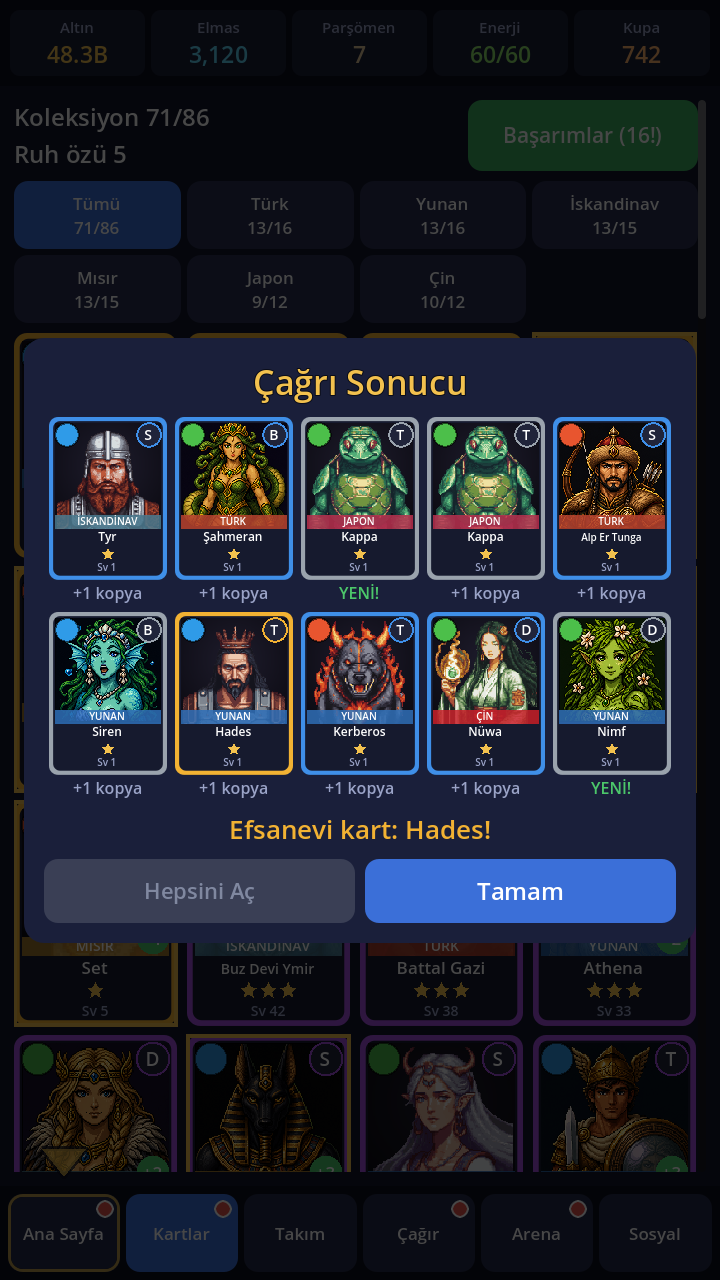 Altın
48.3B
Elmas
3,120
Parşömen
7
Enerji
60/60
Kupa
742
Koleksiyon 71/86
Ruh özü 5
Başarımlar (16!)
Tümü
71/86
Türk
13/16
Yunan
13/16
İskandinav
13/15
Mısır
13/15
Japon
9/12
Çin
10/12
Çağrı Sonucu
S
İSKANDİNAV
Tyr
Sv 1
+1 kopya
B
TÜRK
Şahmeran
Sv 1
+1 kopya
T
JAPON
Kappa
Sv 1
YENİ!
T
JAPON
Kappa
Sv 1
+1 kopya
S
TÜRK
Alp Er Tunga
Sv 1
+1 kopya
B
YUNAN
Siren
Sv 1
+1 kopya
T
YUNAN
Hades
Sv 1
+1 kopya
T
YUNAN
Kerberos
Sv 1
+1 kopya
D
ÇİN
Nüwa
Sv 1
+1 kopya
D
YUNAN
Nimf
Sv 1
YENİ!
Efsanevi kart: Hades!
Hepsini Aç
Tamam
MISIR
Set
Sv 5
İSKANDİNAV
Buz Devi Ymir
Sv 42
TÜRK
Battal Gazi
Sv 38
YUNAN
Athena
Sv 33
D
S
S
T
Ana Sayfa
Kartlar
Takım
Çağır
Arena
Sosyal